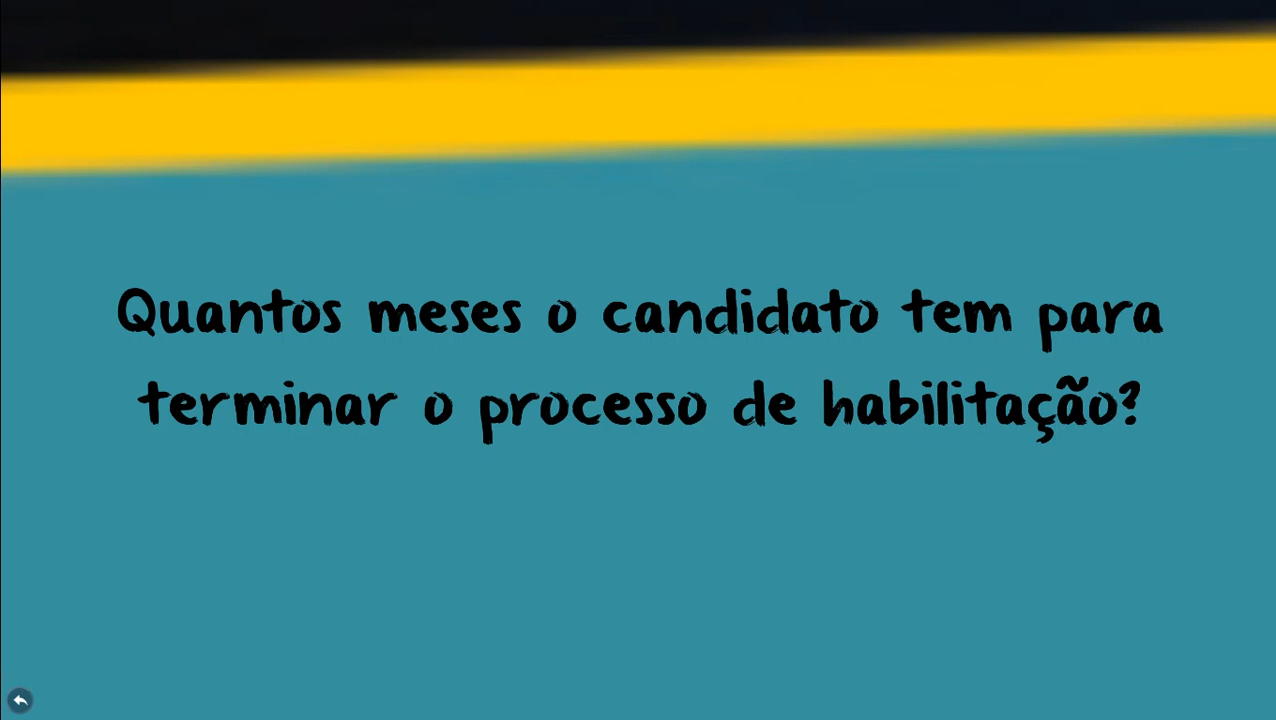 Quantos meses o candidato tem para
terminar o processo de habilitação?